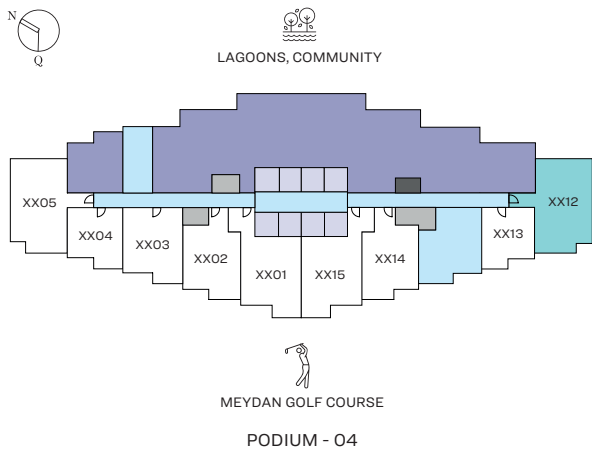 N
Q
LAGOONS, COMMUNITY
XX05
XX12
XX04
XX03
XX02
XX01
XX15
XX14
XX13
MEYDAN GOLF COURSE
PODIUM - 04